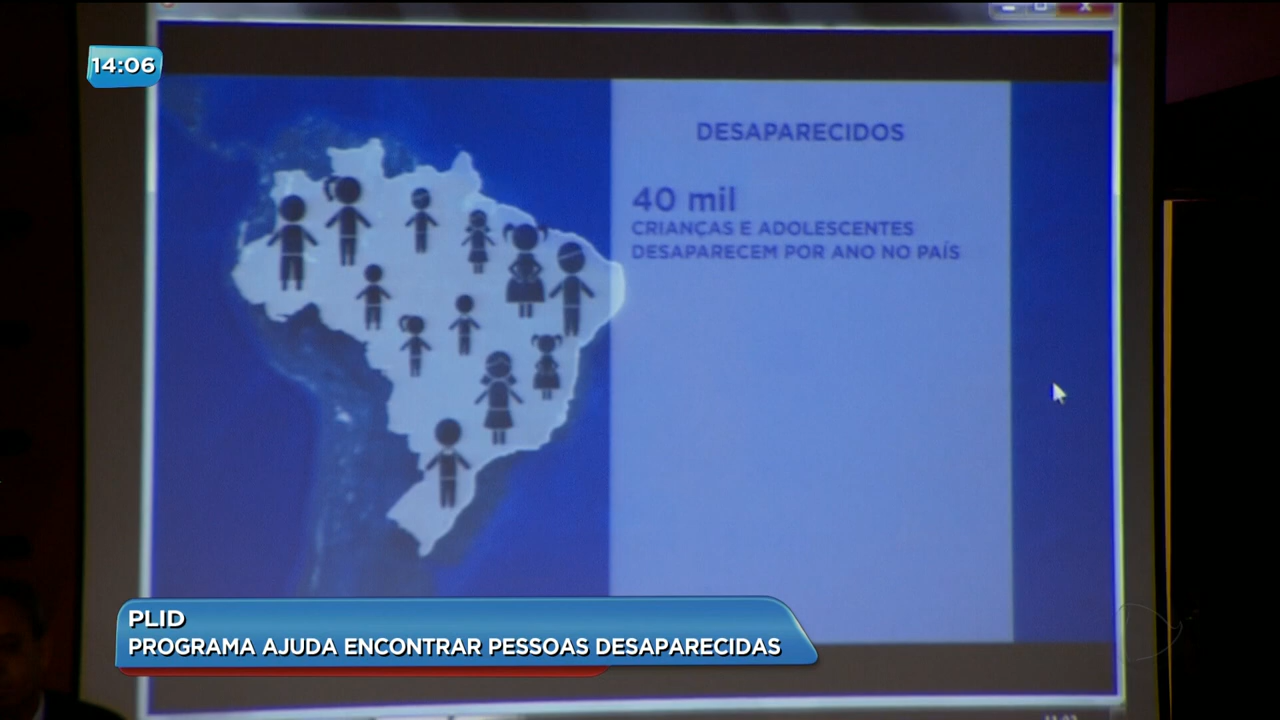 14:06
DESAPARECIDOS
40 mil
CRIANÇAS E ADOLESCENTES
DESAPARECEM POR ANO NO PAÍS
PLID
PROGRAMA AJUDA ENCONTRAR PESSOAS DESAPARECIDAS